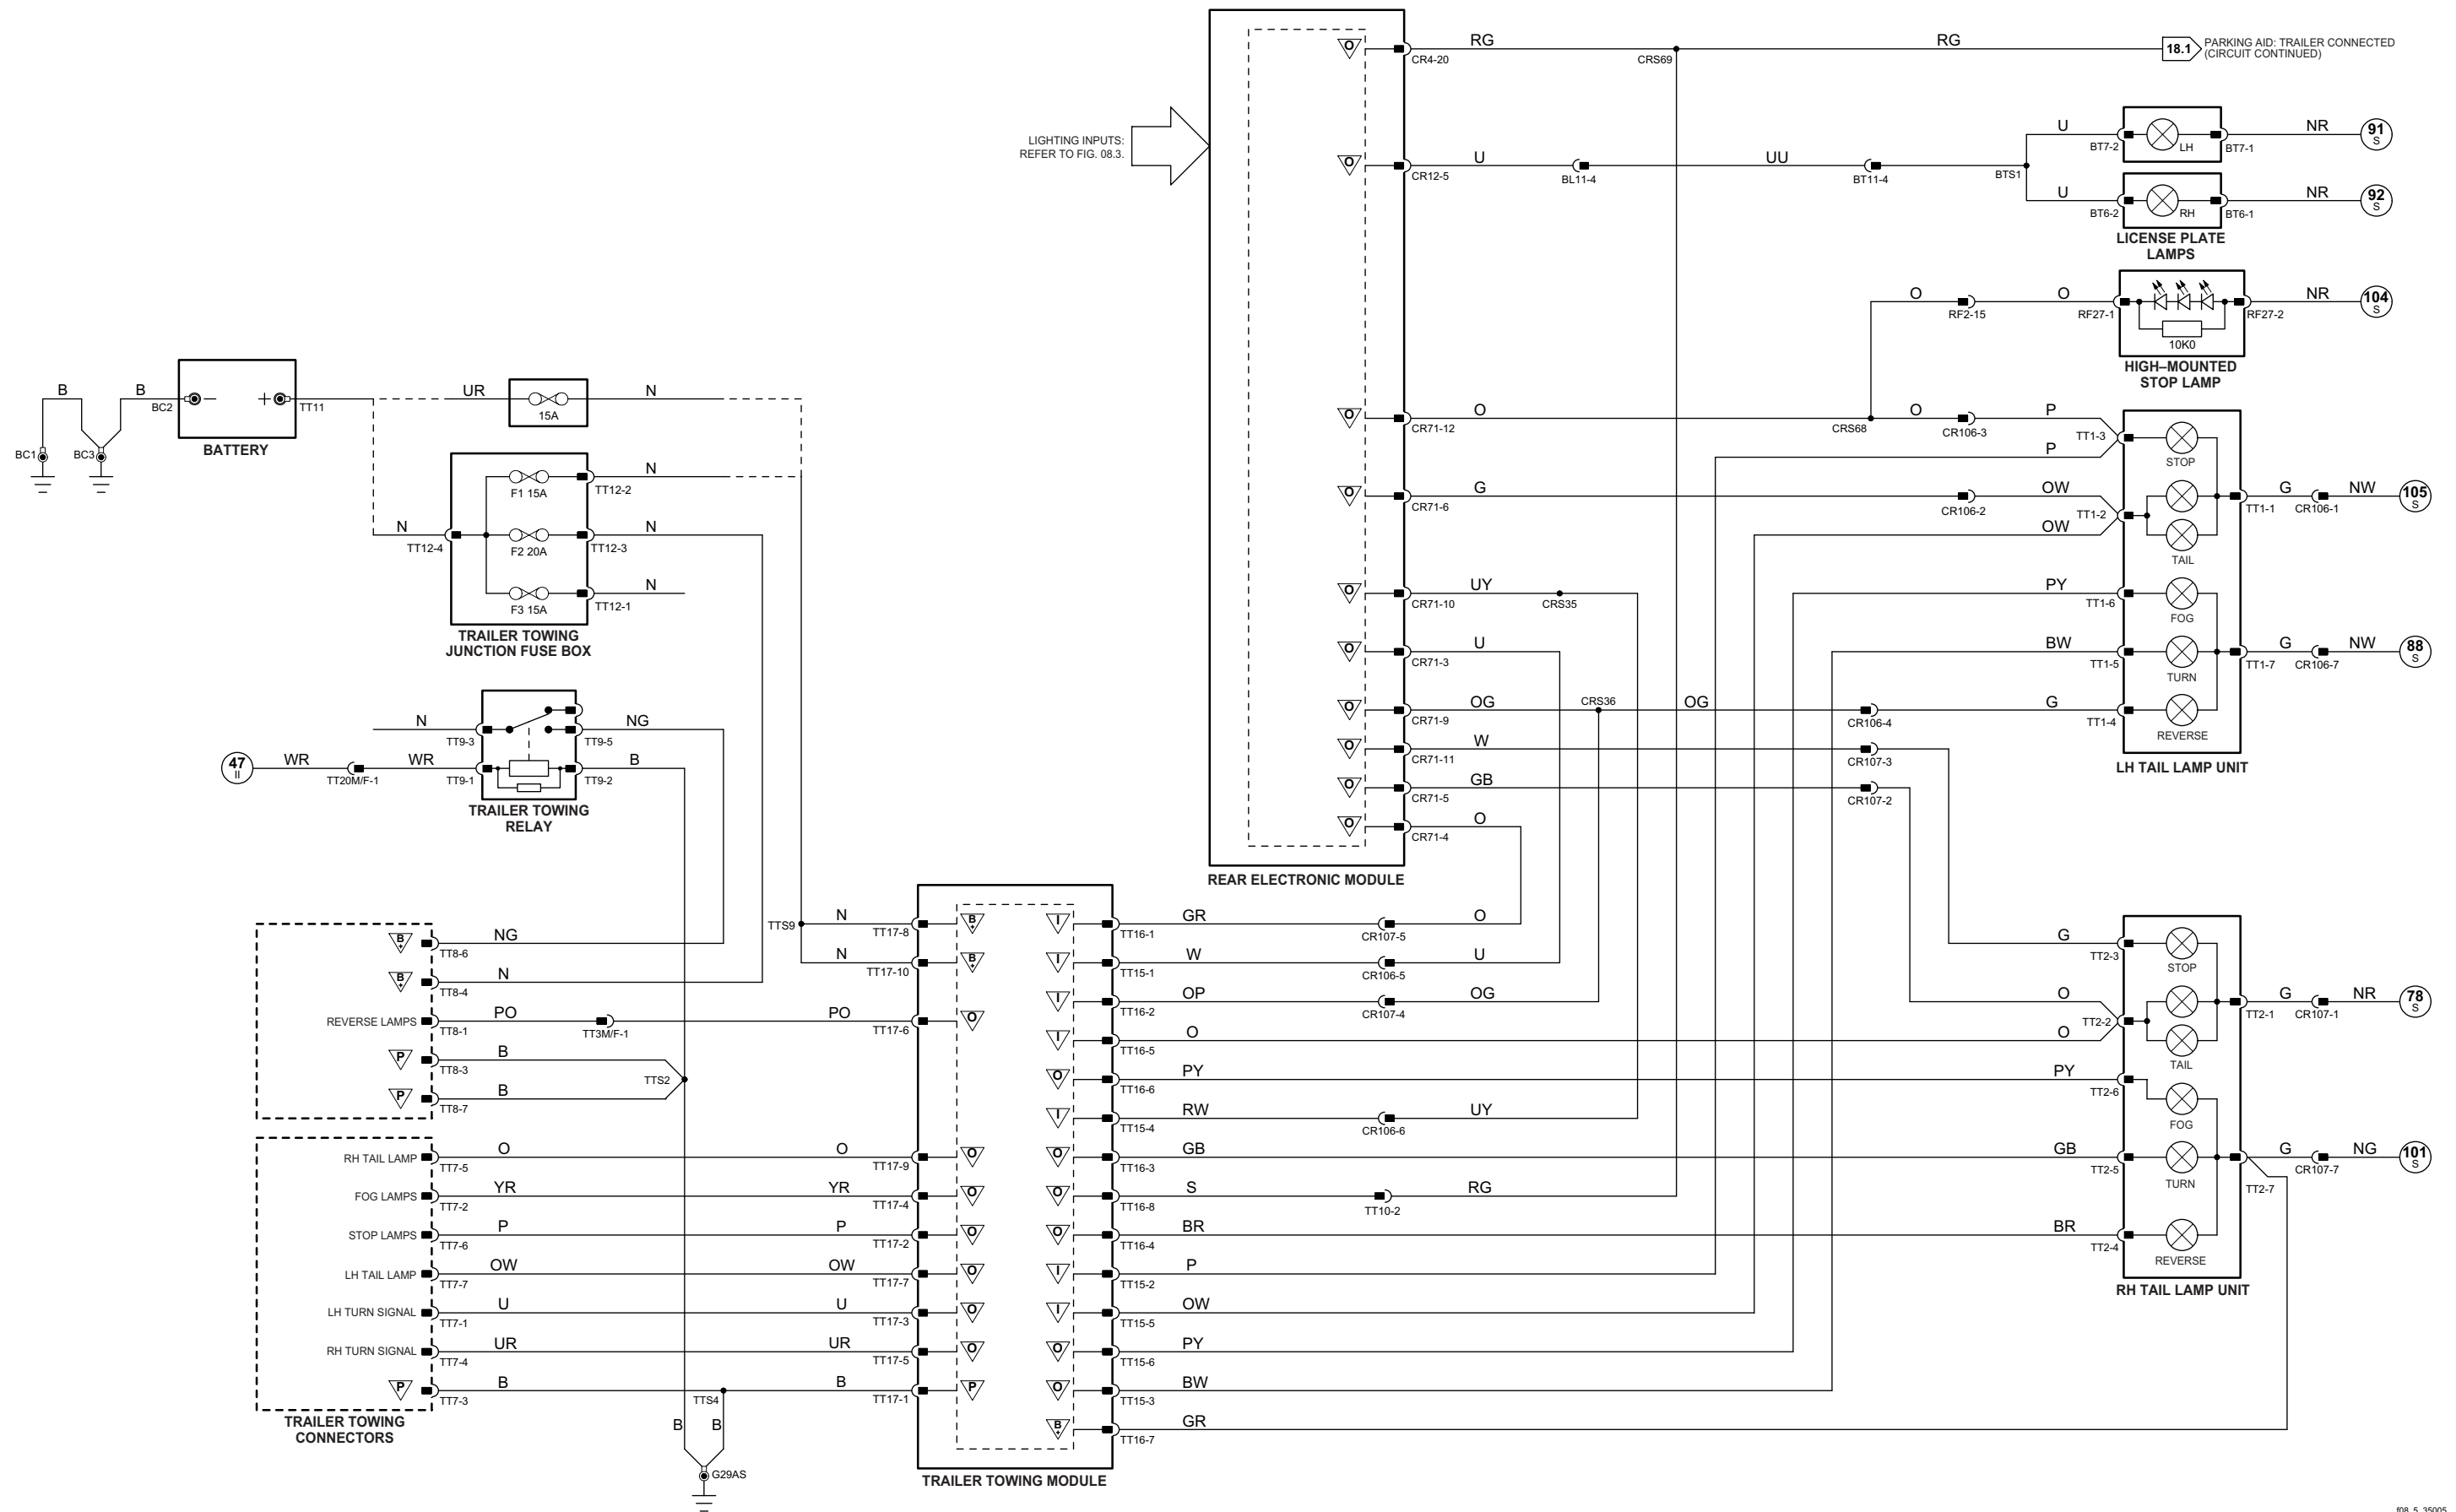 RG
RG
18.1
PARKING AID: TRAILER CONNECTED
(CIRCUIT CONTINUED)
CR4-20
CRS69
LIGHTING INPUTS:
REFER TO FIG. 08.3.
U
NR
91
S
BT7-2
LH
BT7-1
U
UU
CR12-5
BL11-4
BT11-4
BTS1
U
NR
92
S
BT6-2
RH
BT6-1
LICENSE PLATE
LAMPS
O
O
NR
104
S
RF2-15
RF27-1
RF27-2
10K0
HIGH–MOUNTED
STOP LAMP
B
B
BC2
BC1
BC3
TT11
BATTERY
UR
N
15A
O
O
P
CR71-12
CRS68
CR106-3
TT1-3
P
STOP
N
F1 15A
TT12-2
G
OW
CR71-6
CR106-2
TT1-2
OW
G
NW
105
S
TT1-1
CR106-1
TAIL
N
TT12-4
F2 20A
N
TT12-3
F3 15A
N
TT12-1
TRAILER TOWING
JUNCTION FUSE BOX
UY
CR71-10
CRS35
PY
TT1-6
FOG
U
CR71-3
BW
TT1-5
TURN
G
NW
88
S
TT1-7
CR106-7
OG
CRS36
OG
G
CR71-9
CR106-4
TT1-4
REVERSE
LH TAIL LAMP UNIT
N
NG
TT9-3
TT9-5
47
II
WR
WR
B
TT20M/F-1
TT9-1
TT9-2
TRAILER TOWING
RELAY
W
CR71-11
CR107-3
GB
CR71-5
CR107-2
O
CR71-4
REAR ELECTRONIC MODULE
TTS9
N
TT17-8
B
+
I
GR
O
TT16-1
CR107-5
B
+
NG
TT8-6
N
TT17-10
B
+
I
W
U
TT15-1
CR106-5
B
+
N
TT8-4
I
OP
OG
TT16-2
CR107-4
REVERSE LAMPS
PO
PO
TT8-1
TT3M/F-1
TT17-6
O
I
O
O
TT16-5
P
B
TT8-3
TTS2
O
PY
PY
TT16-6
P
B
TT8-7
I
RW
UY
TT15-4
CR106-6
G
TT2-3
STOP
O
TT2-2
G
NR
78
S
TT2-1
CR107-1
TAIL
TT2-6
FOG
RH TAIL LAMP
O
O
TT7-5
TT17-9
O
O
GB
GB
TT16-3
TT2-5
TURN
G
NG
101
S
TT2-7
CR107-7
FOG LAMPS
YR
YR
TT7-2
TT17-4
O
O
S
RG
TT16-8
TT10-2
STOP LAMPS
P
P
TT7-6
TT17-2
O
O
BR
BR
TT16-4
TT2-4
REVERSE
RH TAIL LAMP UNIT
LH TAIL LAMP
OW
OW
TT7-7
TT17-7
O
I
P
TT15-2
LH TURN SIGNAL
U
U
TT7-1
TT17-3
O
I
OW
TT15-5
RH TURN SIGNAL
UR
UR
TT7-4
TT17-5
O
O
PY
TT15-6
P
B
B
TT7-3
TTS4
TT17-1
P
O
BW
TT15-3
TRAILER TOWING
CONNECTORS
B
B
B
+
GR
TT16-7
G29AS
TRAILER TOWING MODULE
f08_5_35005